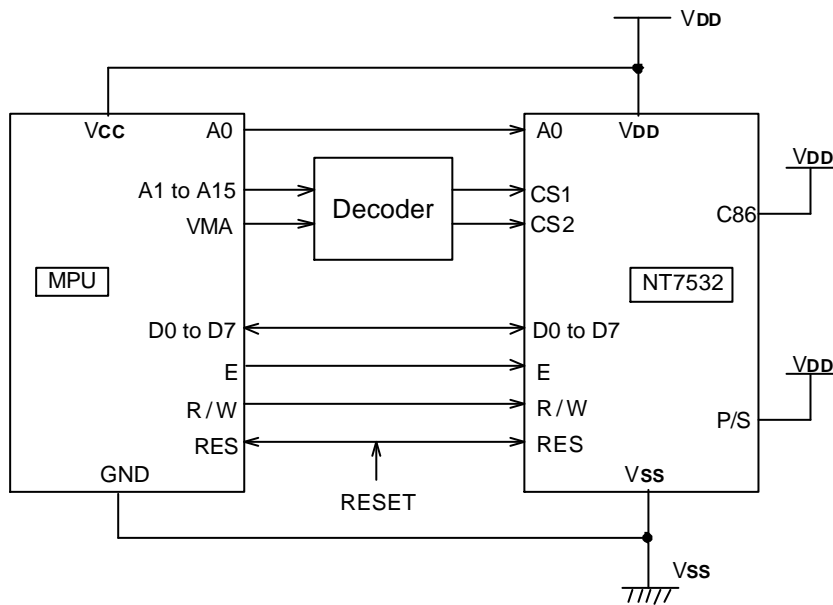 VDD
VCC
A0
A0
VDD
VDD
A1 to A15
Decoder
CS1
C86
VMA
CS2
MPU
NT7532
D0 to D7
D0 to D7
VDD
E
E
R/W
R/W
P/S
RES
RES
GND
VSS
RESET
VSS